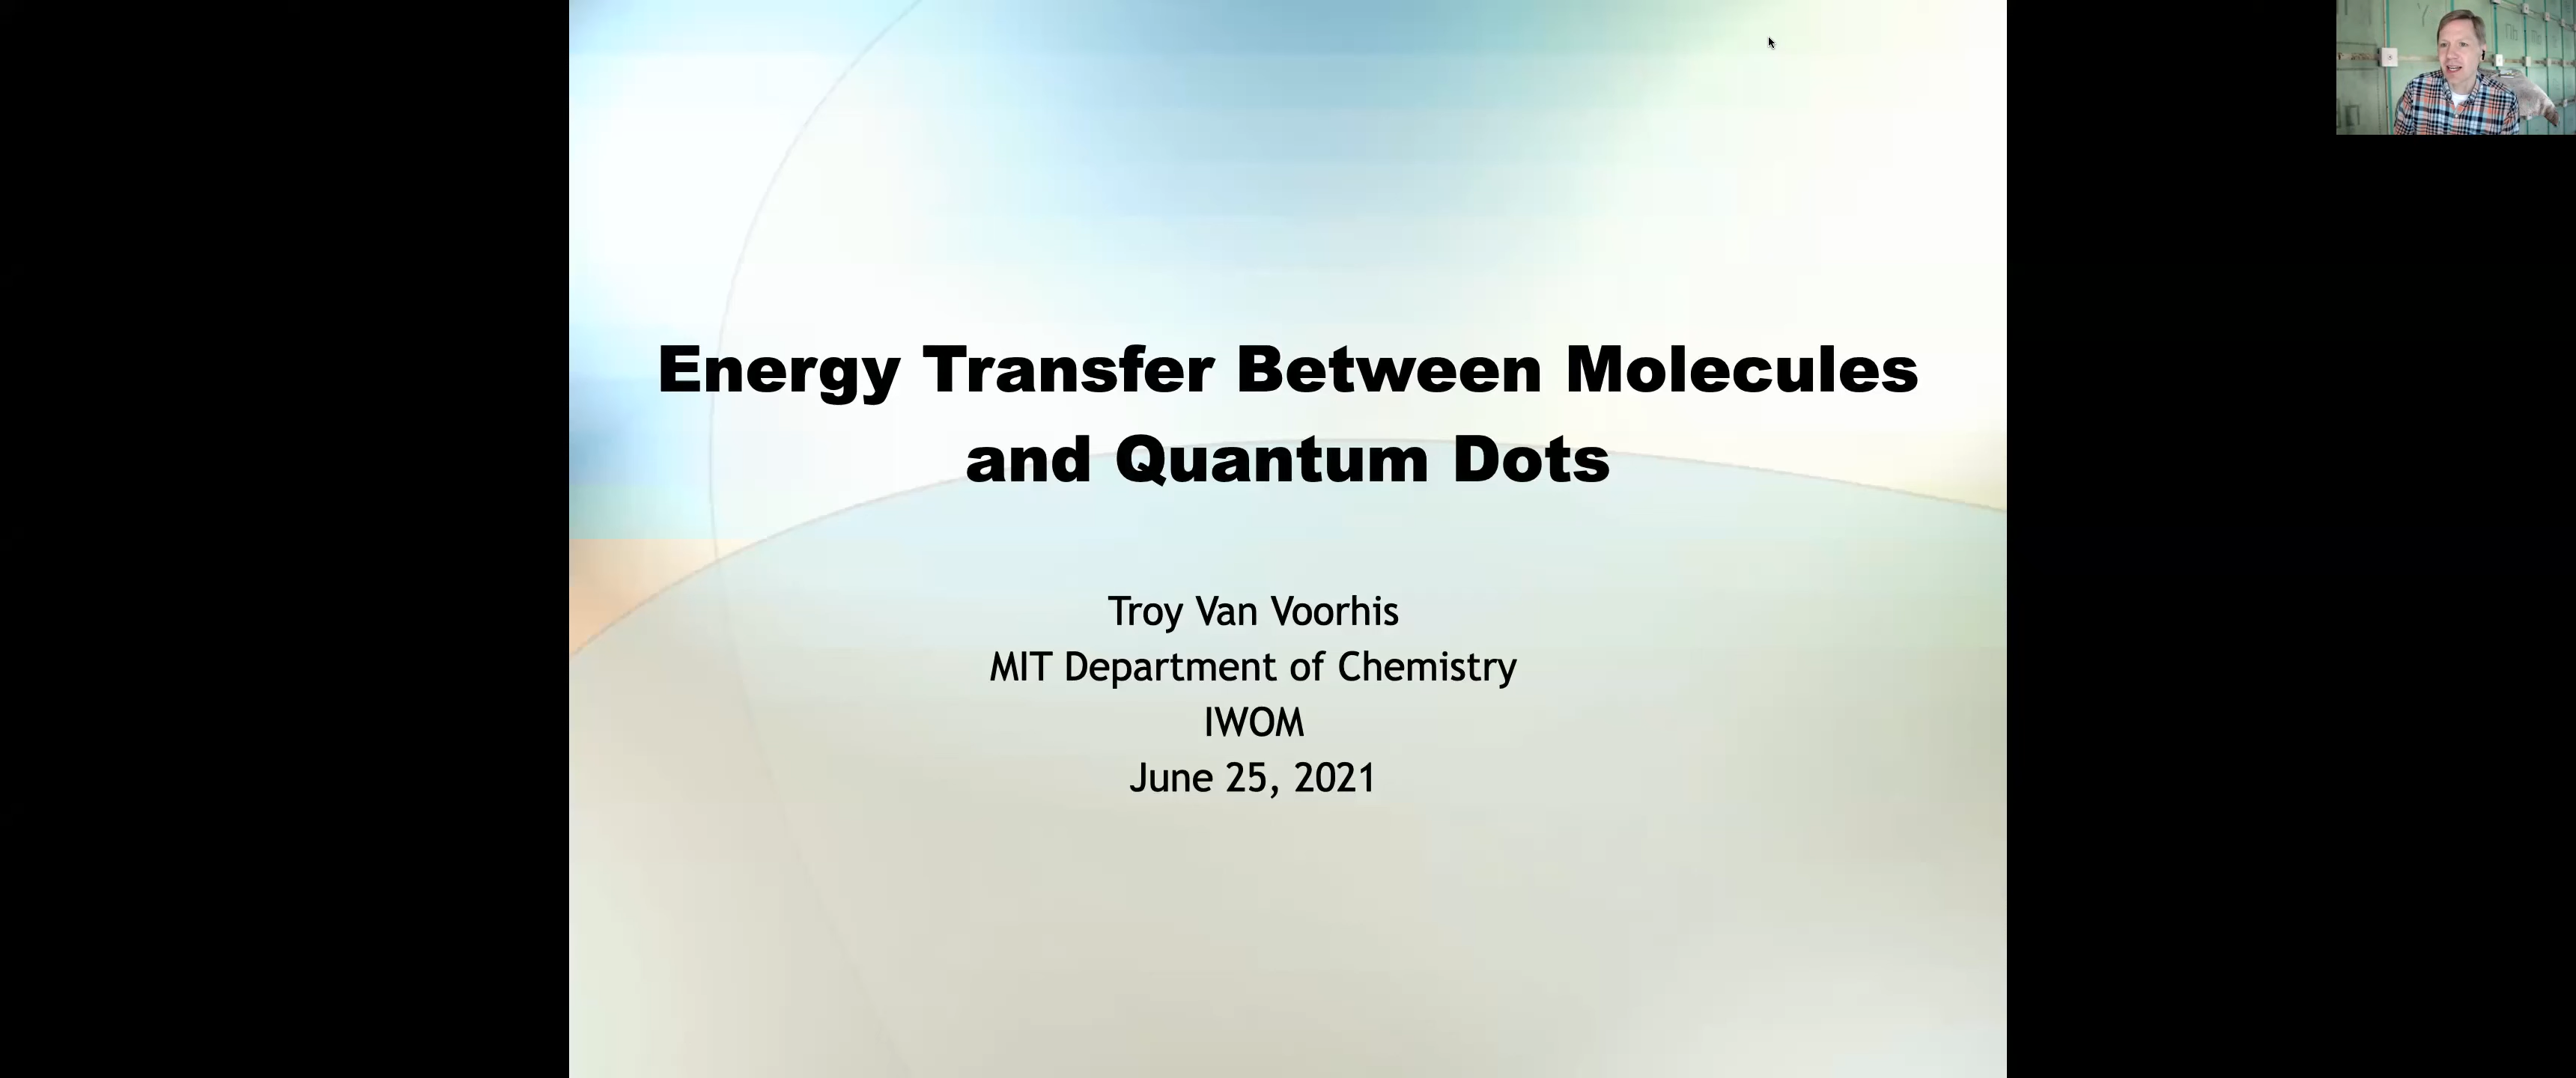 Energy Transfer Between Molecules
and Quantum Dots
Troy Van Voorhis
MIT Department of Chemistry
IWOM
June 25, 2021